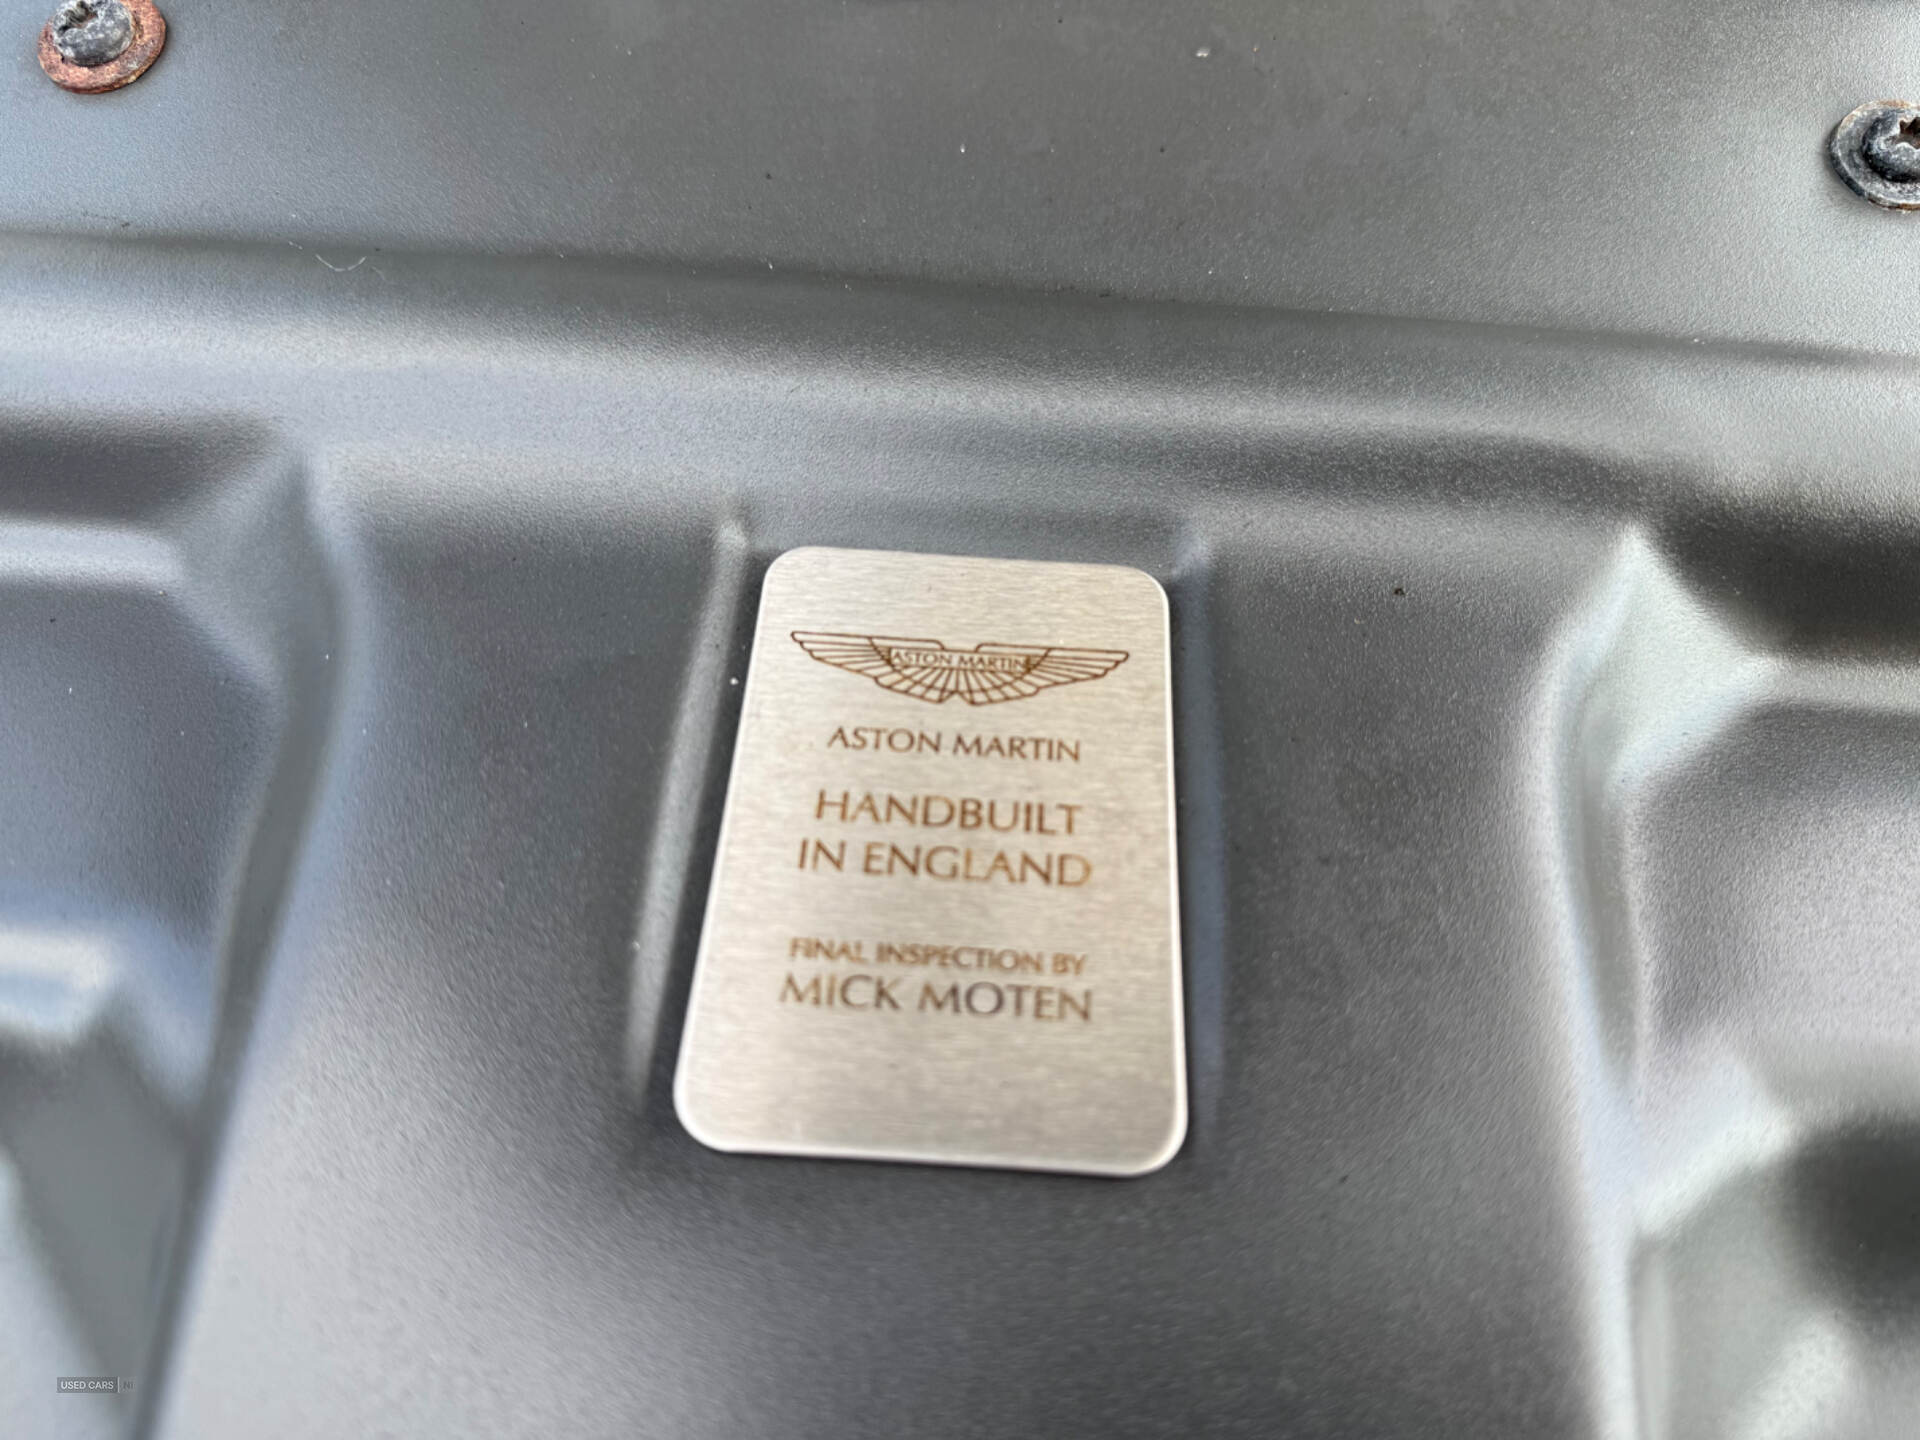 ASTON MARTIN
ASTON MARTIN
HANDBUILT
IN ENGLAND
FINAL INSPECTION BY
MICK MOTEN
USED CARS NI